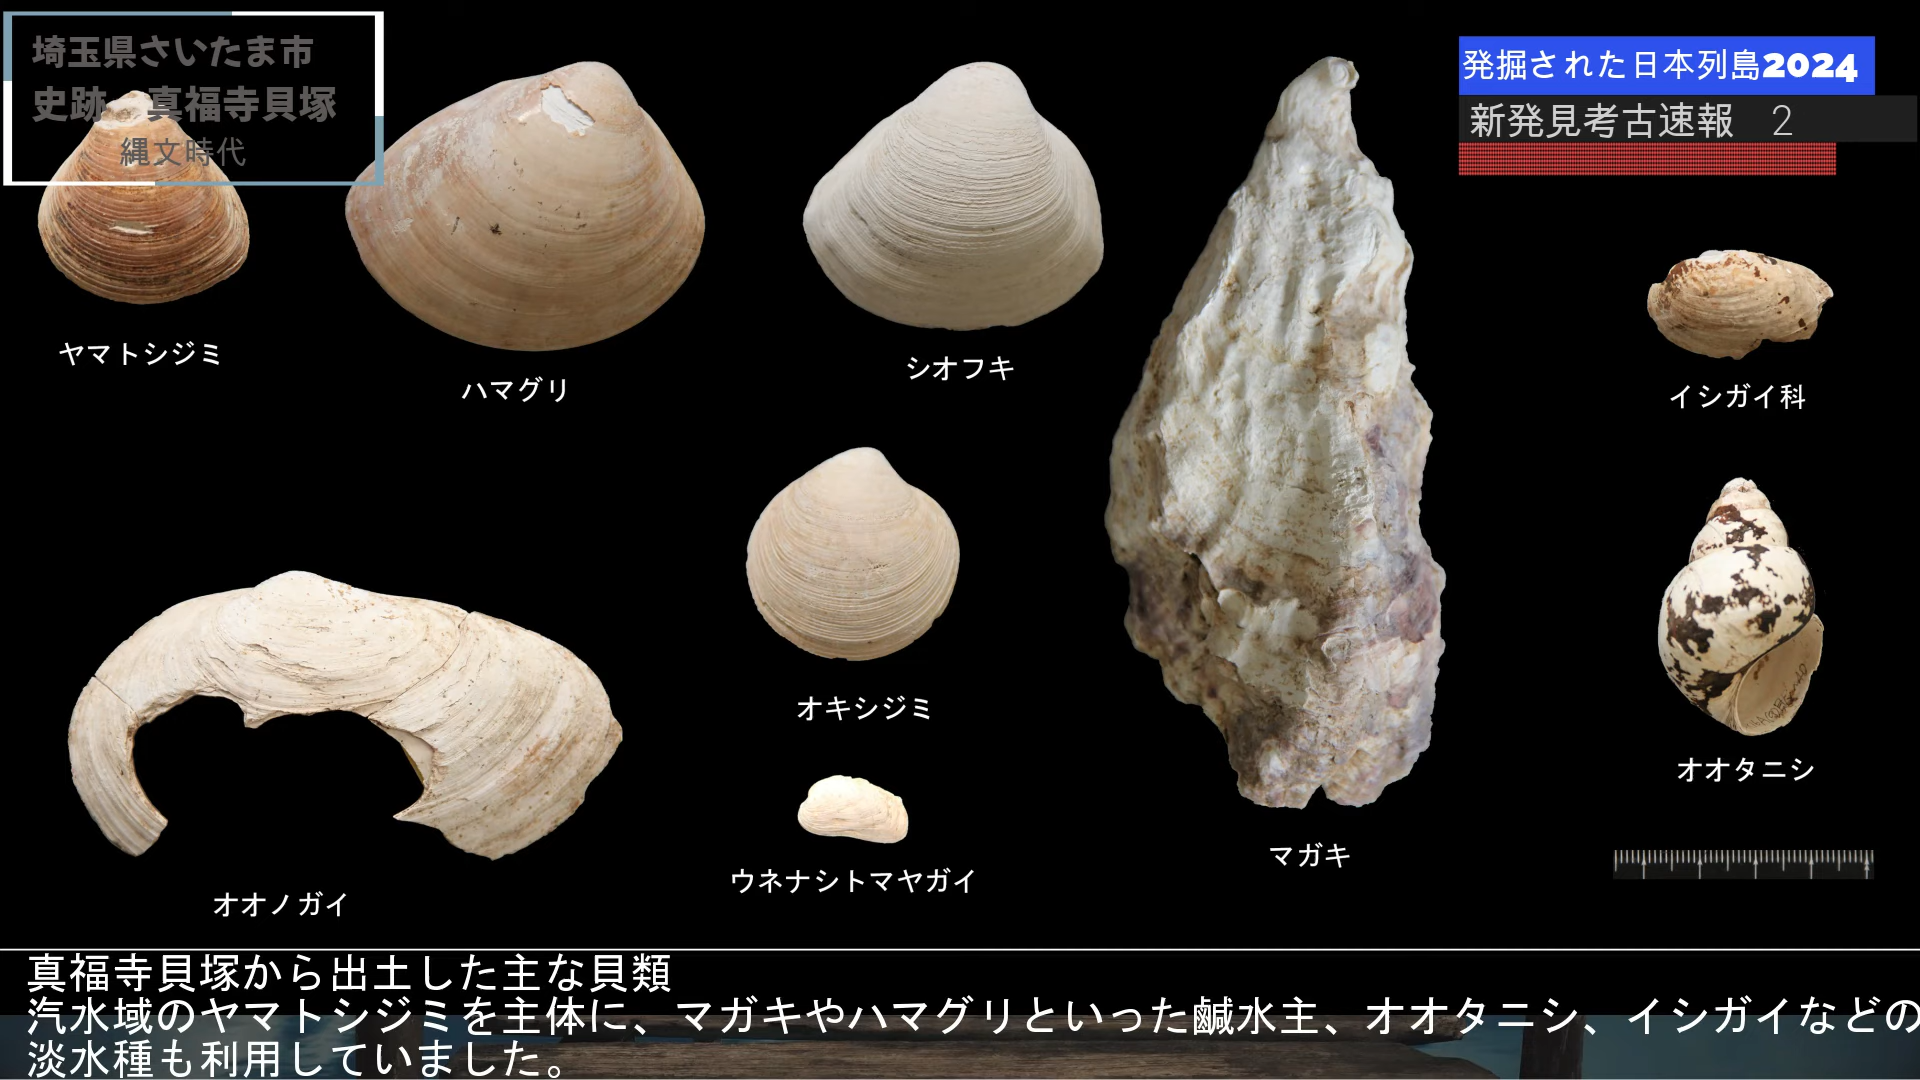 埼玉県さいたま市
史跡 真福寺貝塚
縄文時代
発掘された日本列島2024
新発見考古速報 2
ヤマトシジミ
ハマグリ
シオフキ
イシガイ科
オキシジミ
オオタニシ
ウネナシトマヤガイ
マガキ
オオノガイ
真福寺貝塚から出土した主な貝類
汽水域のヤマトシジミを主体に、マガキやハマグリといった鹹水主、オオタニシ、イシガイなどの
淡水種も利用していました。